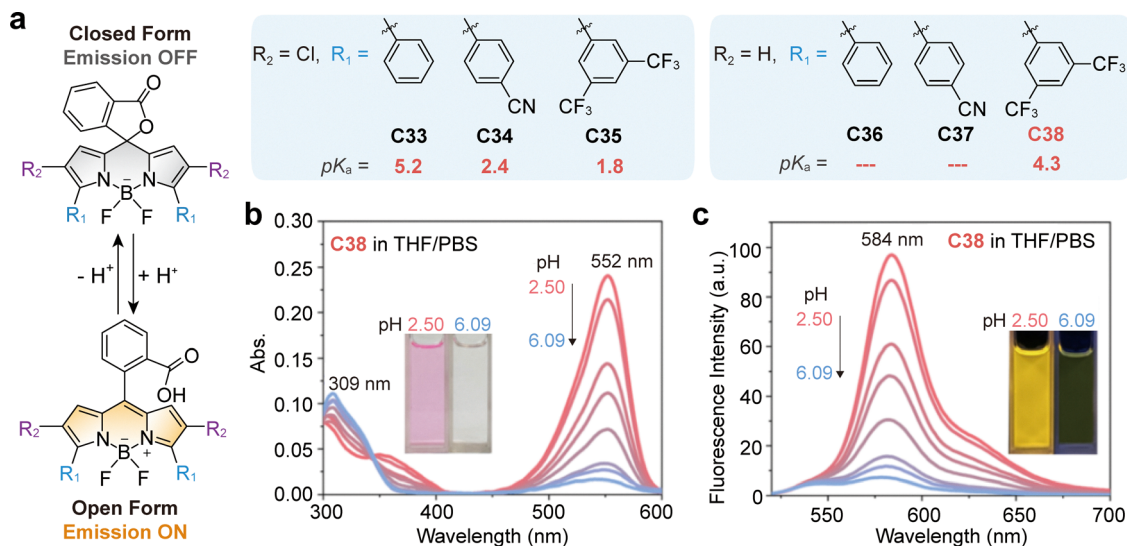 a
Closed Form
Emission OFF
O
O
R₂
R₂
N
N
B⁻
F
F
R₁
R₁
- H⁺
+ H⁺
O
OH
R₂
R₂
N
N⁺
B⁻
F
F
R₁
R₁
Open Form
Emission ON
R₂ = Cl, R₁ =
CN
CF₃
CF₃
C33 C34 C35
pKₐ = 5.2 2.4 1.8
R₂ = H, R₁ =
CN
CF₃
CF₃
C36 C37 C38
pKₐ = --- --- 4.3
b
C38 in THF/PBS
552 nm
pH
2.50
6.09
pH 2.50 6.09
309 nm
Abs.
0.30
0.25
0.20
0.15
0.10
0.05
0.00
300 400 500 600
Wavelength (nm)
c
584 nm
C38 in THF/PBS
pH
2.50
6.09
pH 2.50 6.09
Fluorescence Intensity (a.u.)
100
80
60
40
20
0
550 600 650 700
Wavelength (nm)